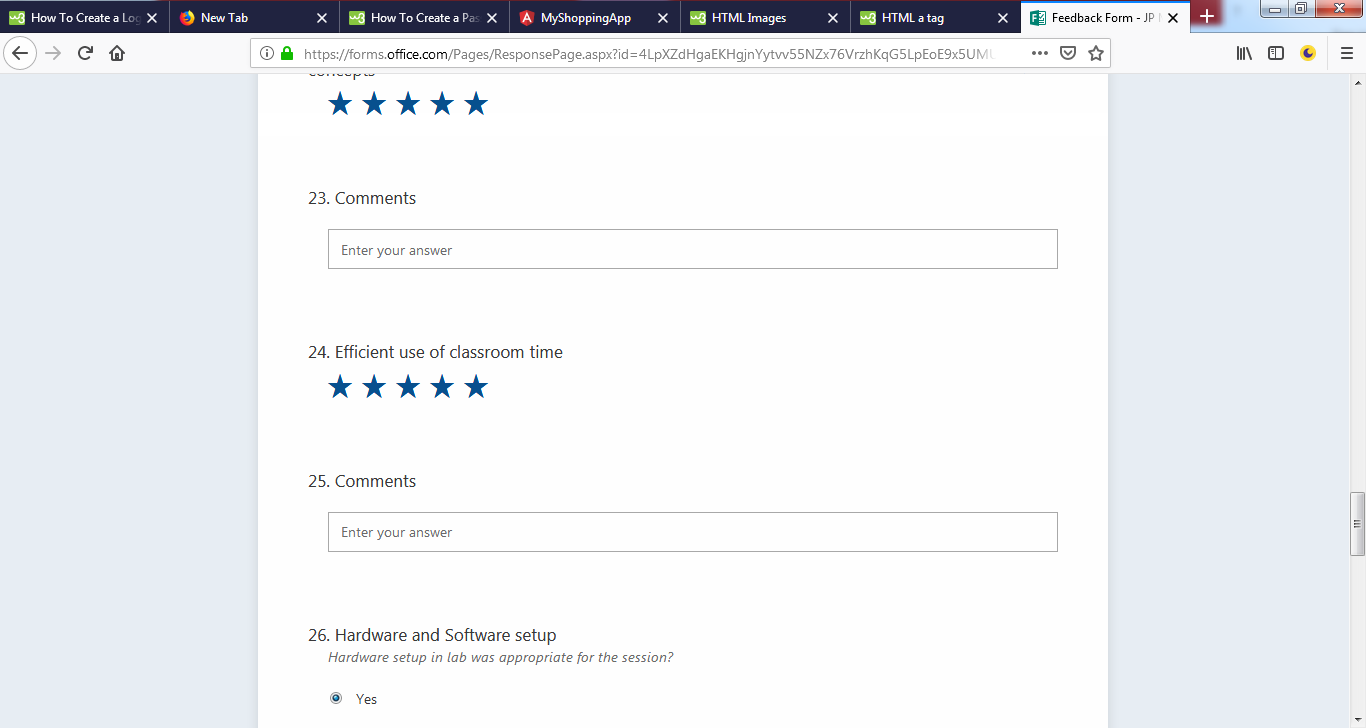 How To Create a Log
New Tab
How To Create a Pas
MyShoppingApp
HTML Images
HTML a tag
Feedback Form - JP
https://forms.office.com/Pages/ResponsePage.aspx?id=4LpXZdHgaEKHgjnYytvv55NZx76VrzhKqG5LpEoE9x5UMU
concepts
23. Comments
Enter your answer
24. Efficient use of classroom time
25. Comments
Enter your answer
26. Hardware and Software setup
Hardware setup in lab was appropriate for the session?
Yes